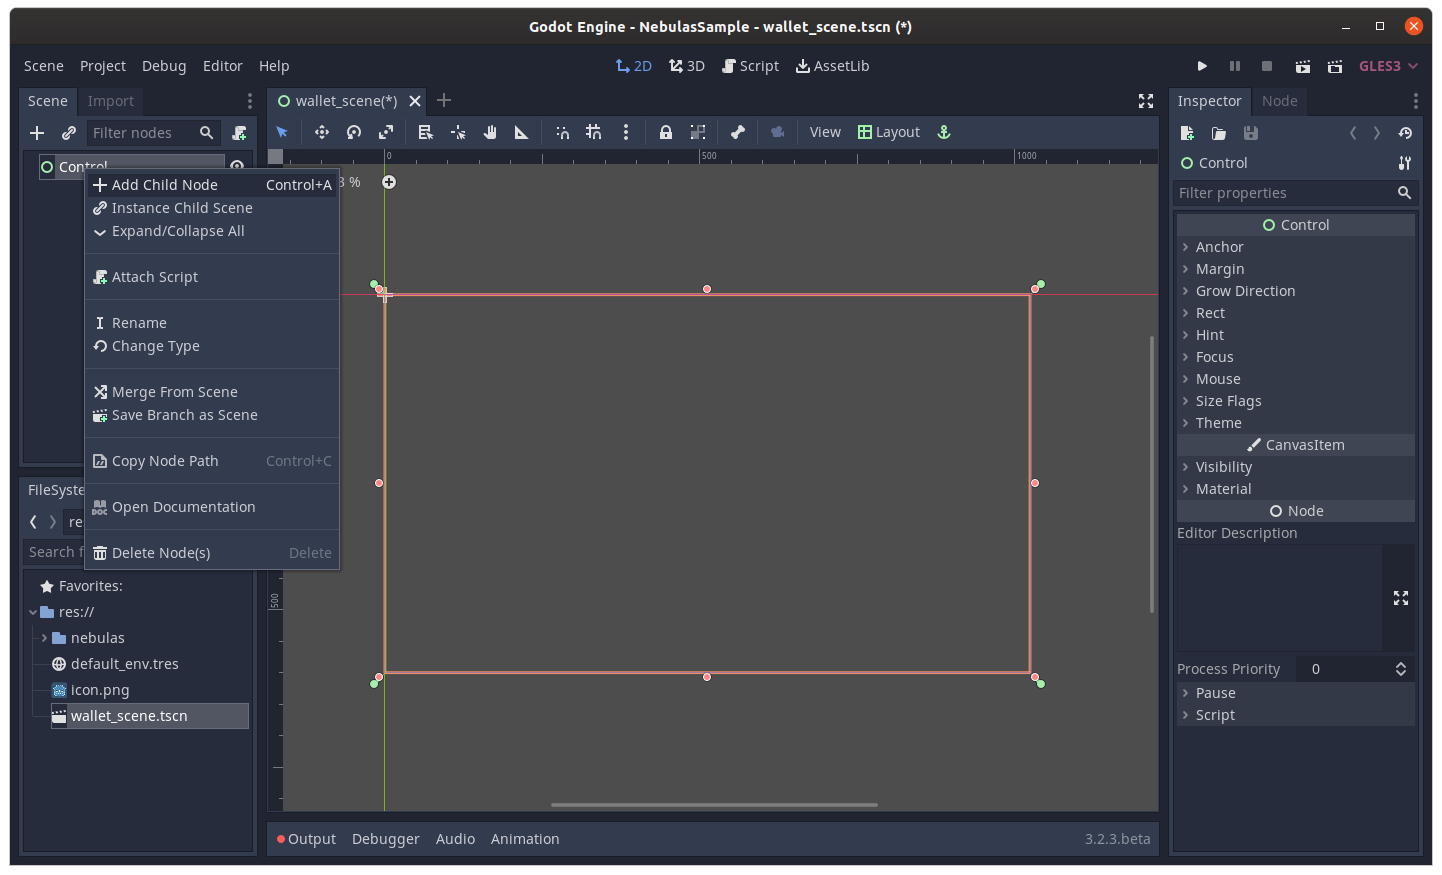 Godot Engine - NebulasSample - wallet_scene.tscn (*)
Scene Project Debug Editor Help
2D 3D Script AssetLib
GLES3
Scene Import
wallet_scene(*)
Inspector Node
Filter nodes
View Layout
Control
Filter properties
Control
0 500 1000
3 %
Add Child Node Control+A
Instance Child Scene
Expand/Collapse All
Attach Script
Rename
Change Type
Merge From Scene
Save Branch as Scene
Copy Node Path Control+C
Open Documentation
Delete Node(s) Delete
500
Control
Anchor
Margin
Grow Direction
Rect
Hint
Focus
Mouse
Size Flags
Theme
CanvasItem
Visibility
Material
Node
Editor Description
Process Priority 0
Pause
Script
Search
Favorites:
res://
nebulas
default_env.tres
icon.png
wallet_scene.tscn
Output Debugger Audio Animation 3.2.3.beta